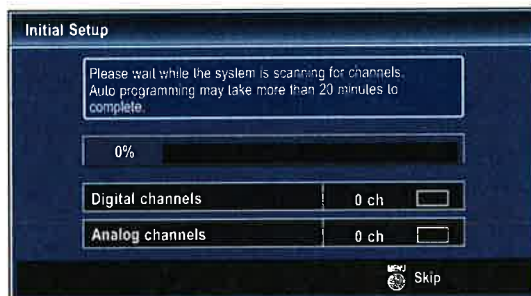 Initial Setup
Please wait while the system is scanning for channels.
Auto programming may take more than 20 minutes to
complete.
0%
Digital channels 0 ch
Analog channels 0 ch
MENU Skip